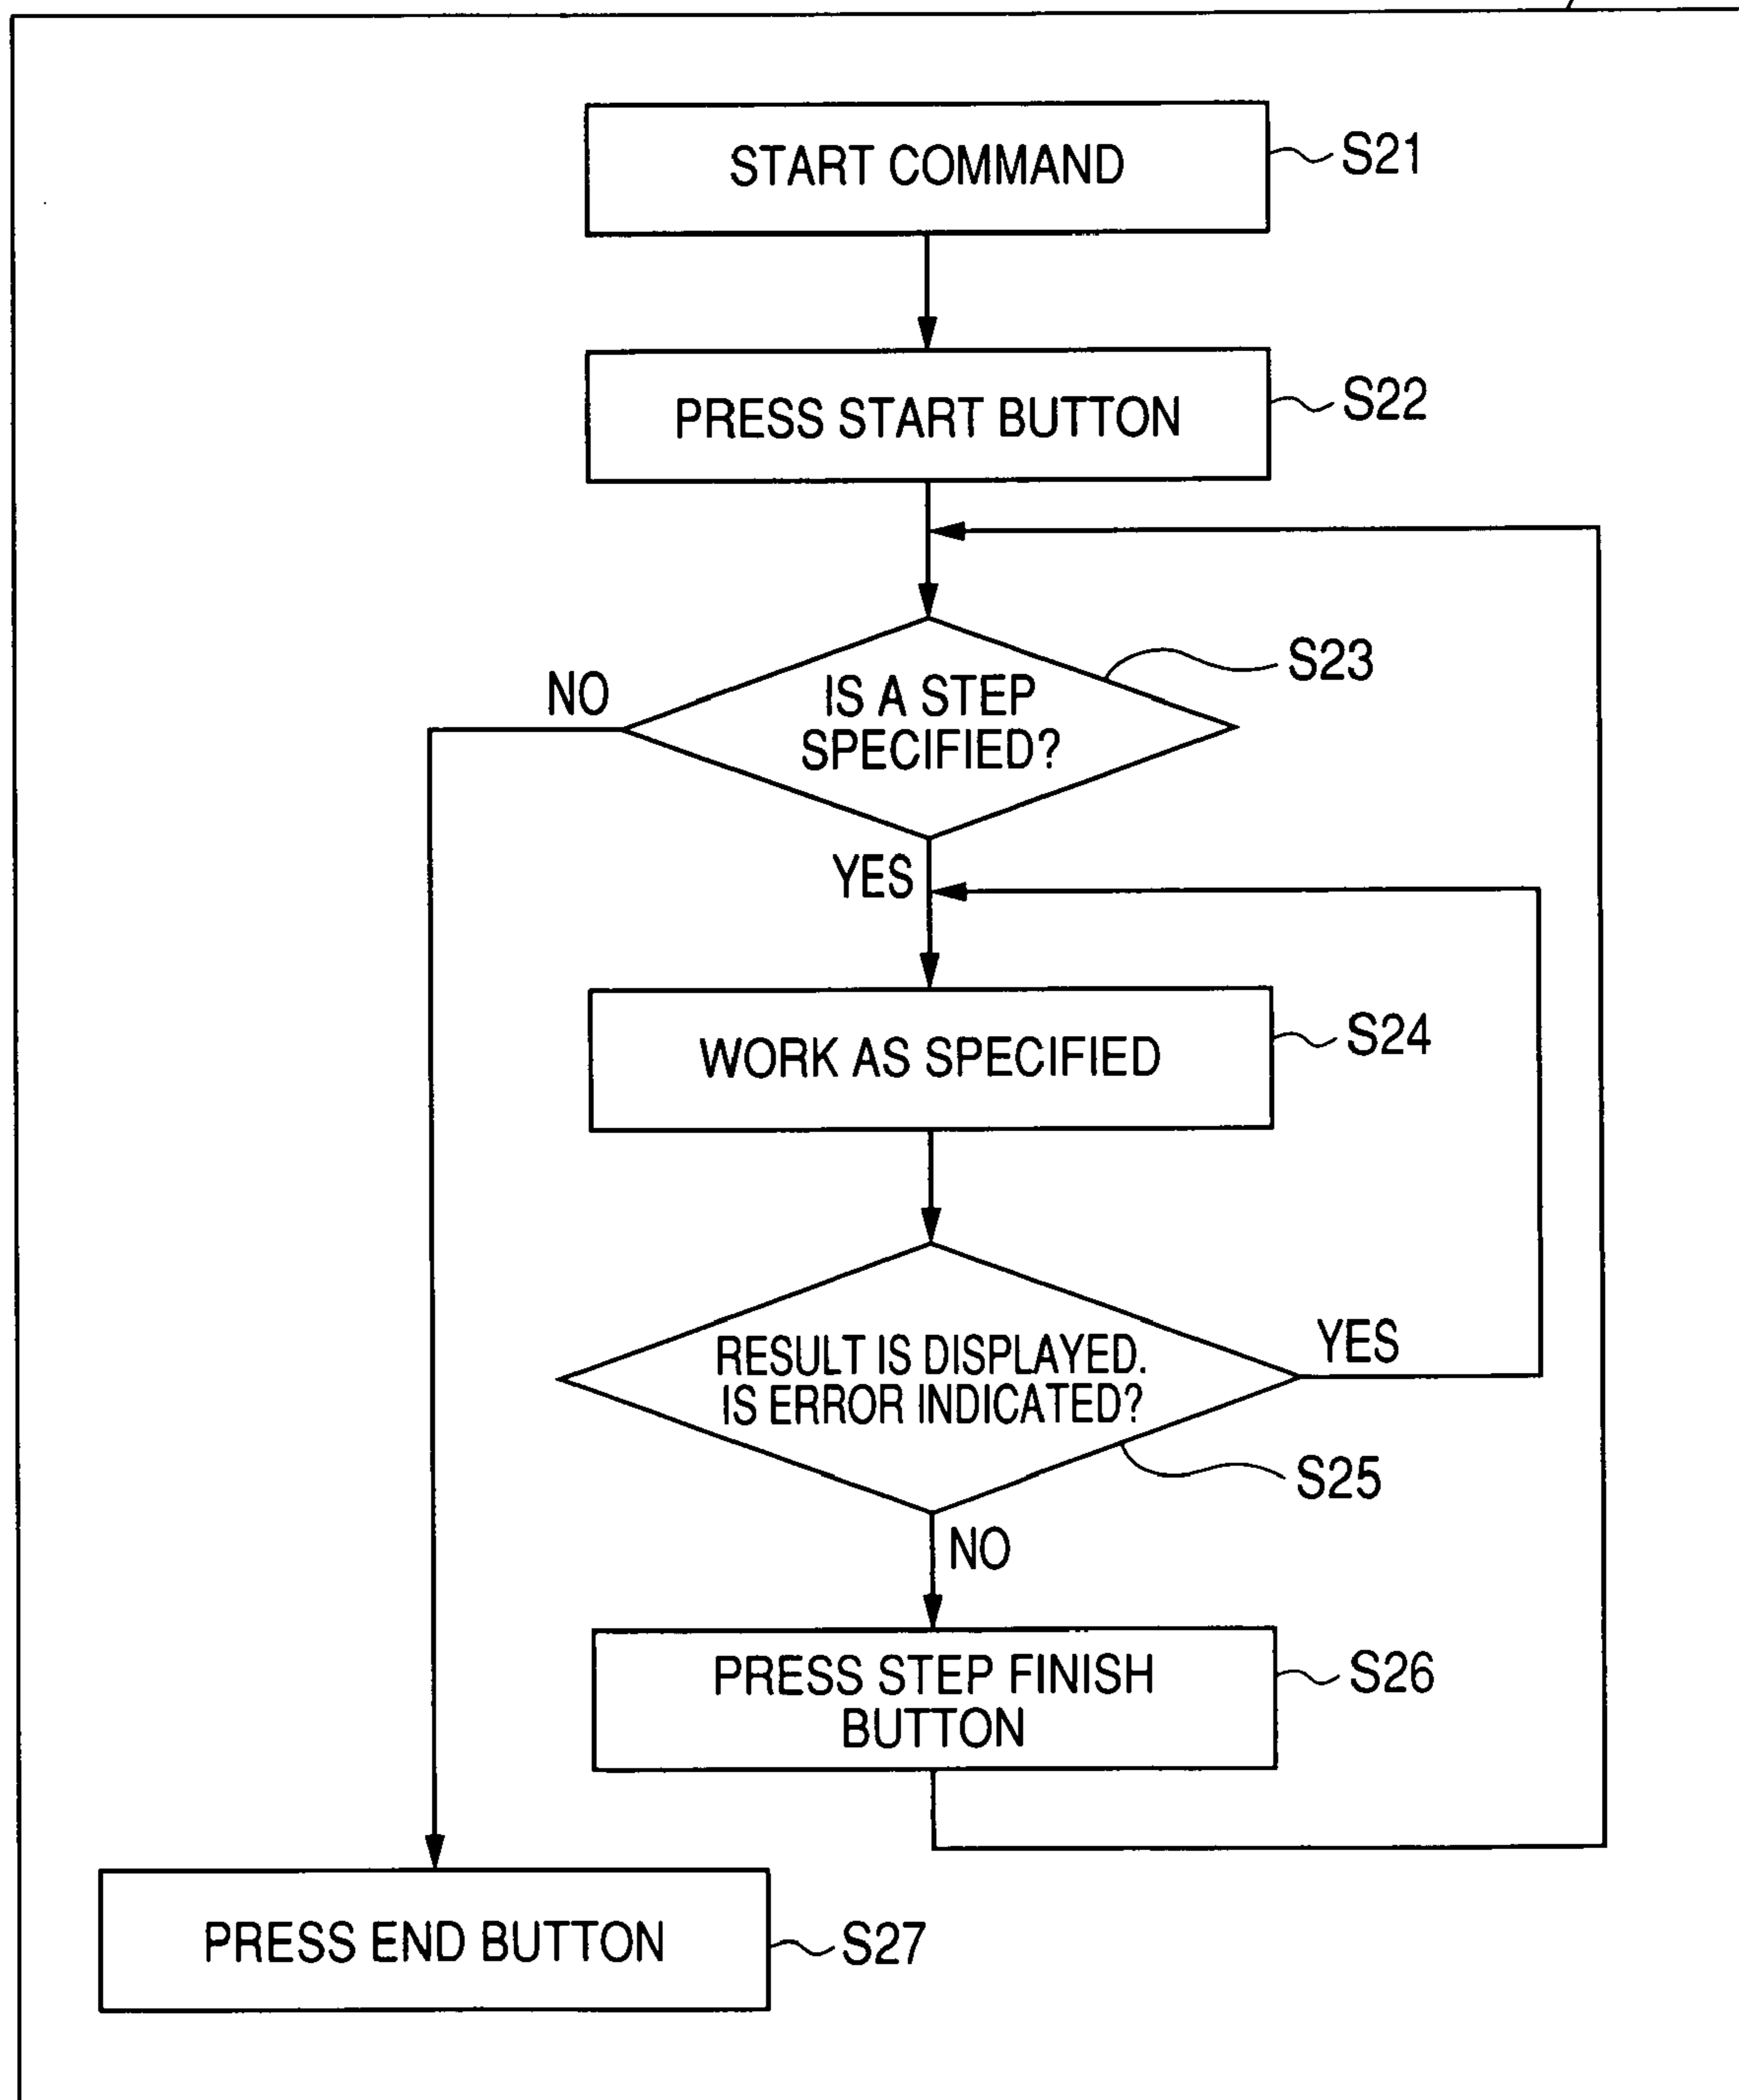 START COMMAND
S21
PRESS START BUTTON
S22
IS A STEP
SPECIFIED?
S23
NO
YES
WORK AS SPECIFIED
S24
RESULT IS DISPLAYED.
IS ERROR INDICATED?
YES
S25
NO
PRESS STEP FINISH
BUTTON
S26
PRESS END BUTTON
S27